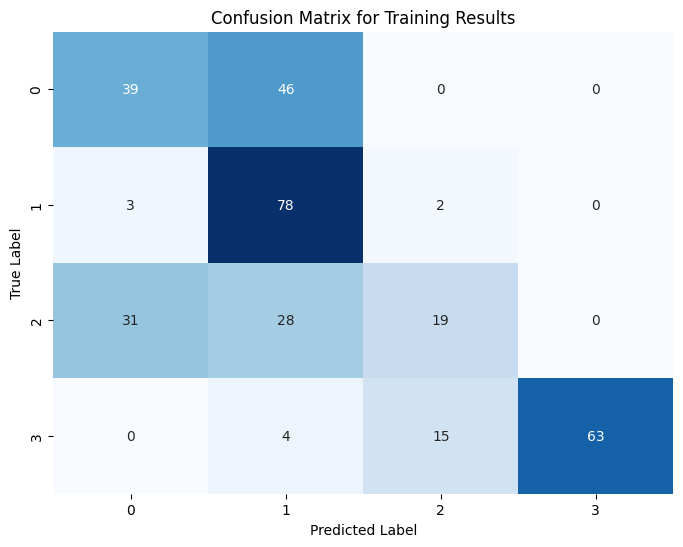 Confusion Matrix for Training Results
True Label
0 39 46 0 0
1 3 78 2 0
2 31 28 19 0
3 0 4 15 63
0 1 2 3
Predicted Label